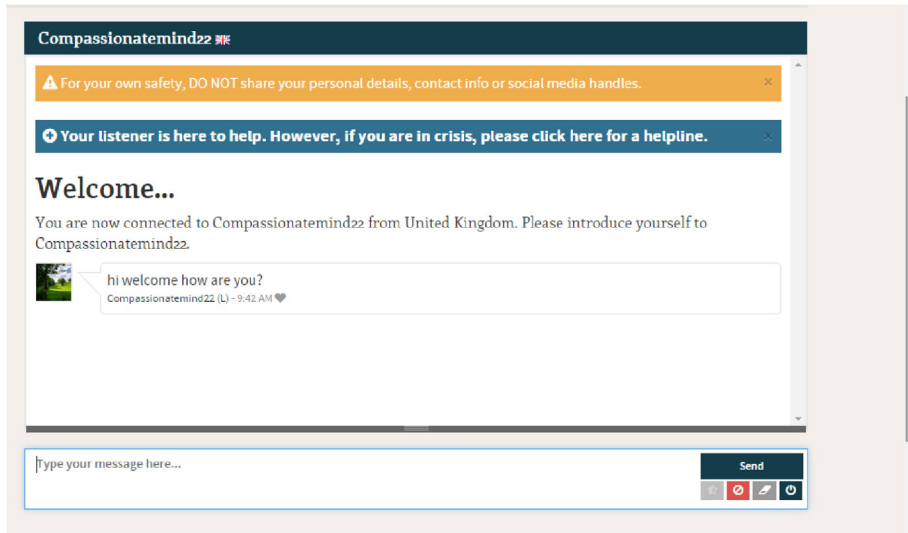 Compassionatemind22
For your own safety, DO NOT share your personal details, contact info or social media handles. ×
Your listener is here to help. However, if you are in crisis, please click here for a helpline. ×
Welcome...
You are now connected to Compassionatemind22 from United Kingdom. Please introduce yourself to
Compassionatemind22.
hi welcome how are you?
Compassionatemind22 (L) - 9:42 AM
Type your message here...
Send